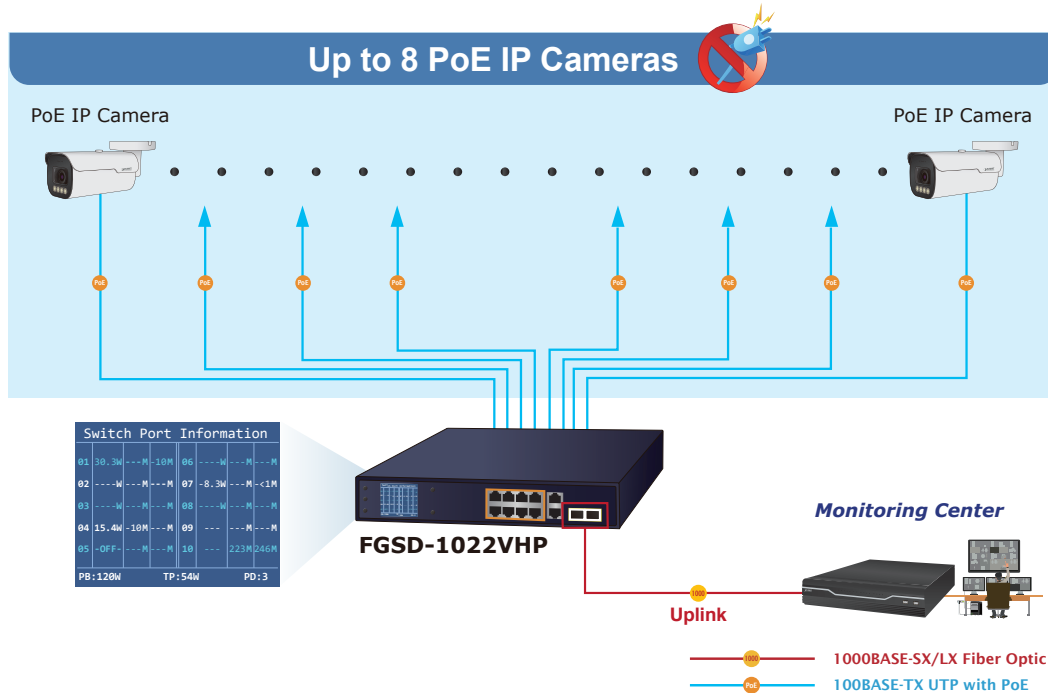 Up to 8 PoE IP Cameras
PoE IP Camera
PoE IP Camera
PoE PoE PoE PoE PoE PoE PoE PoE
Switch Port Information
01 30.3W ---M -10M 06 ----W ---M ---M
02 ----W ---M ---M 07 -8.3W ---M -<1M
03 ----W ---M ---M 08 ----W ---M ---M
04 15.4W -10M ---M 09 --- ---M ---M
05 -OFF- ---M ---M 10 --- 223M 246M
PB:120W TP:54W PD:3
FGSD-1022VHP
Monitoring Center
1000
Uplink
1000 1000BASE-SX/LX Fiber Optic
PoE 100BASE-TX UTP with PoE